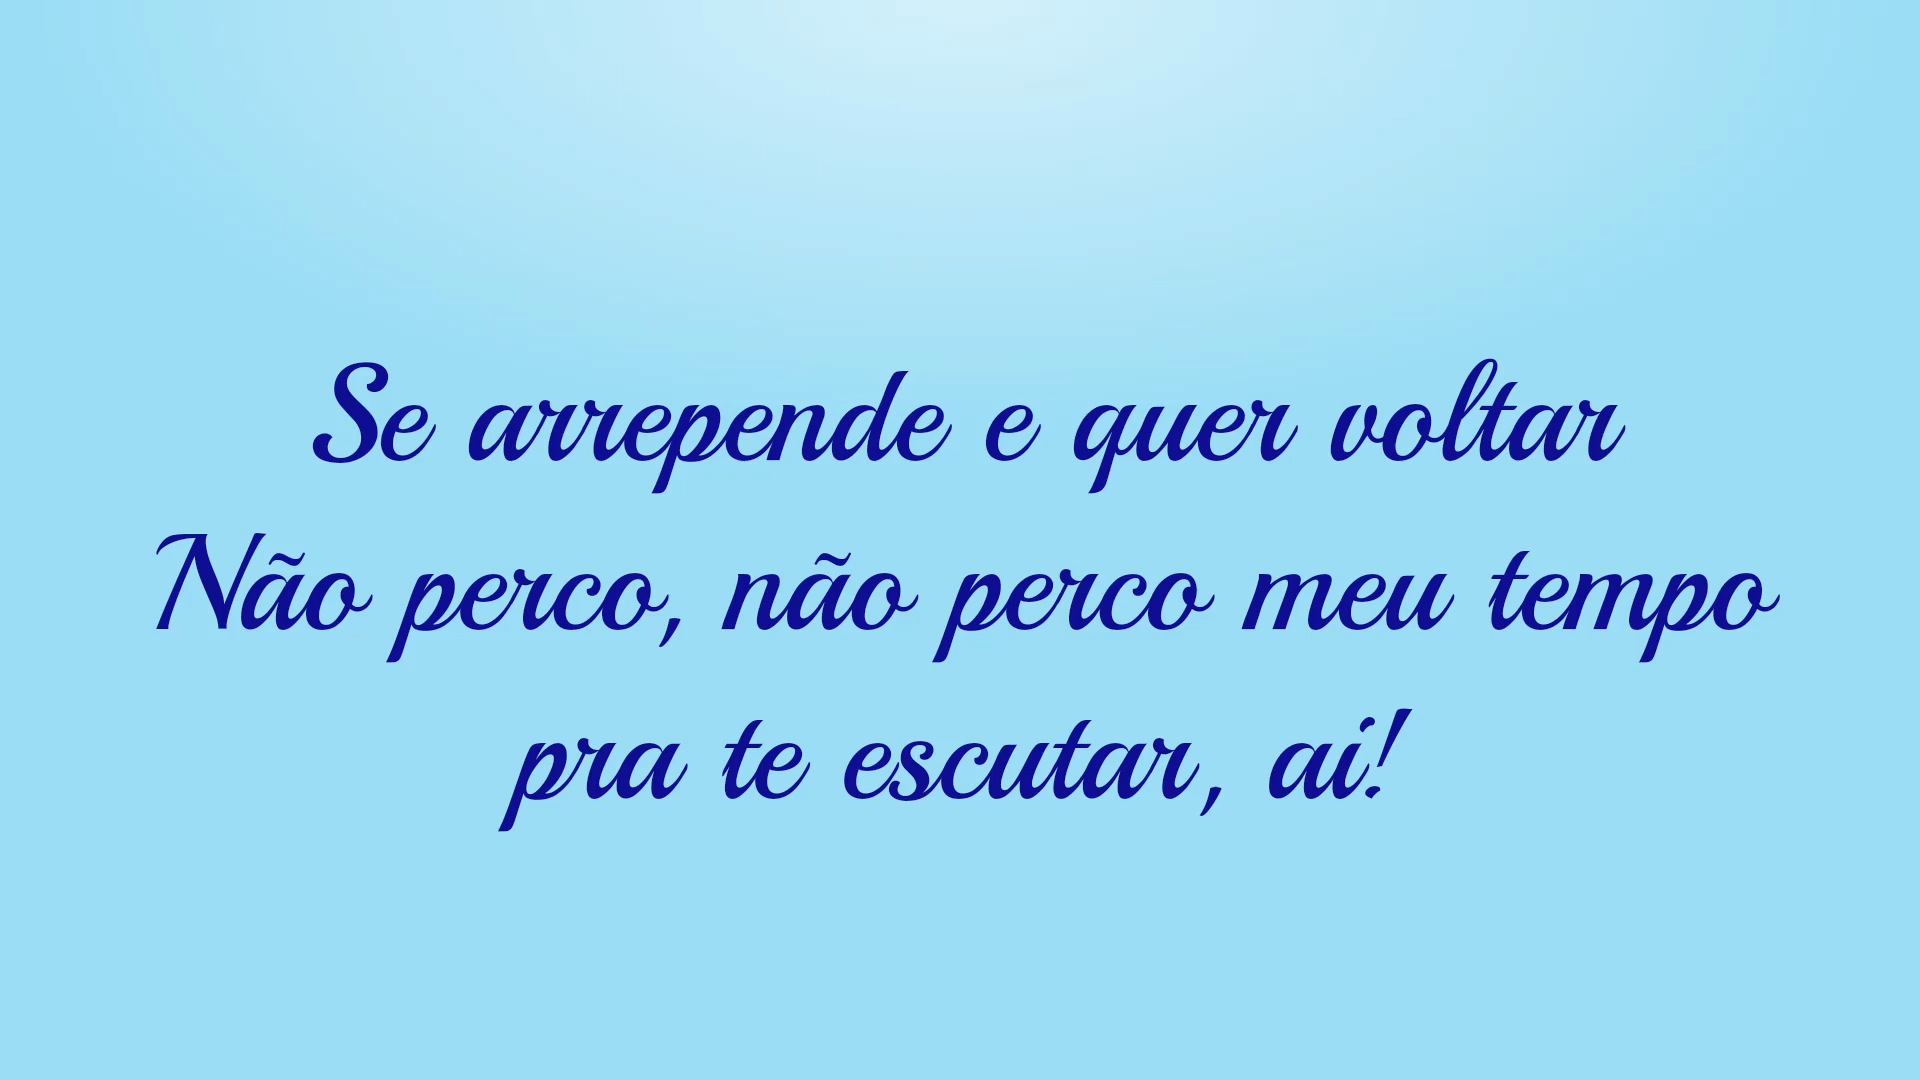 Se arrepende e quer voltar
Não perco, não perco meu tempo
pra te escutar, ai!